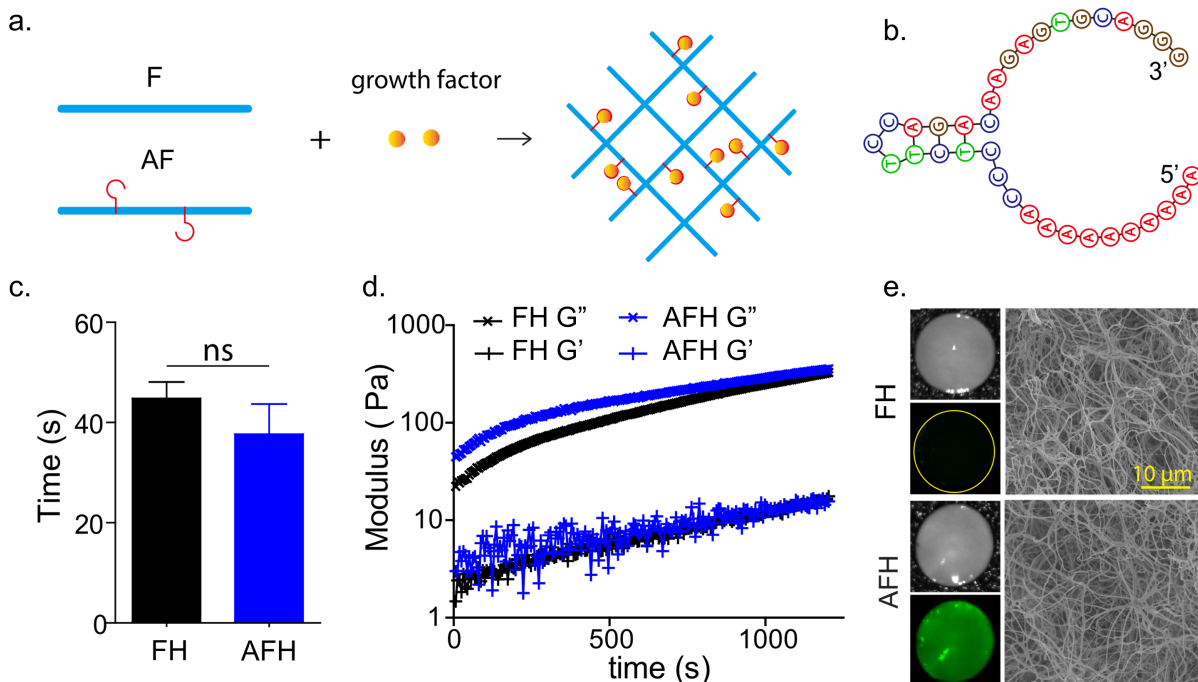 a.
F
AF
+
growth factor
b.
AAAAAAAAAACCCTCTTCCAGACAAGAGTGCAGGG
3’
5’
c.
60
40
20
0
Time (s)
ns
FH
AFH
d.
FH G”
AFH G”
FH G’
AFH G’
1000
100
10
1
Modulus ( Pa)
0
500
1000
time (s)
e.
FH
AFH
10 µm